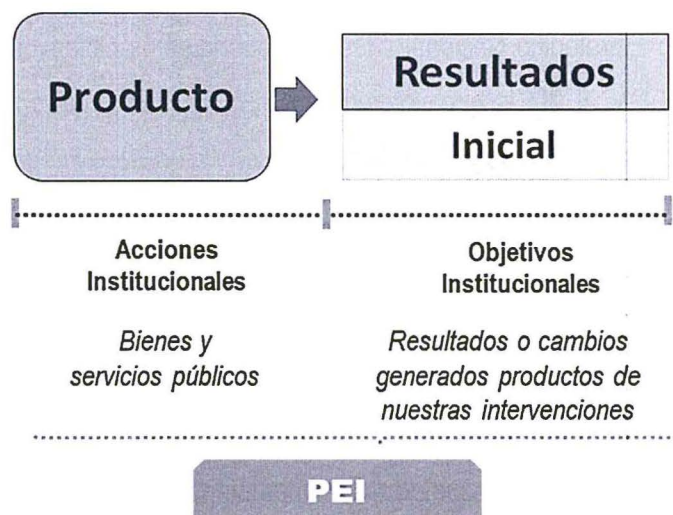 Producto
Resultados
Inicial
Acciones
Institucionales
Objetivos
Institucionales
Bienes y
servicios públicos
Resultados o cambios
generados productos de
nuestras intervenciones
PEI